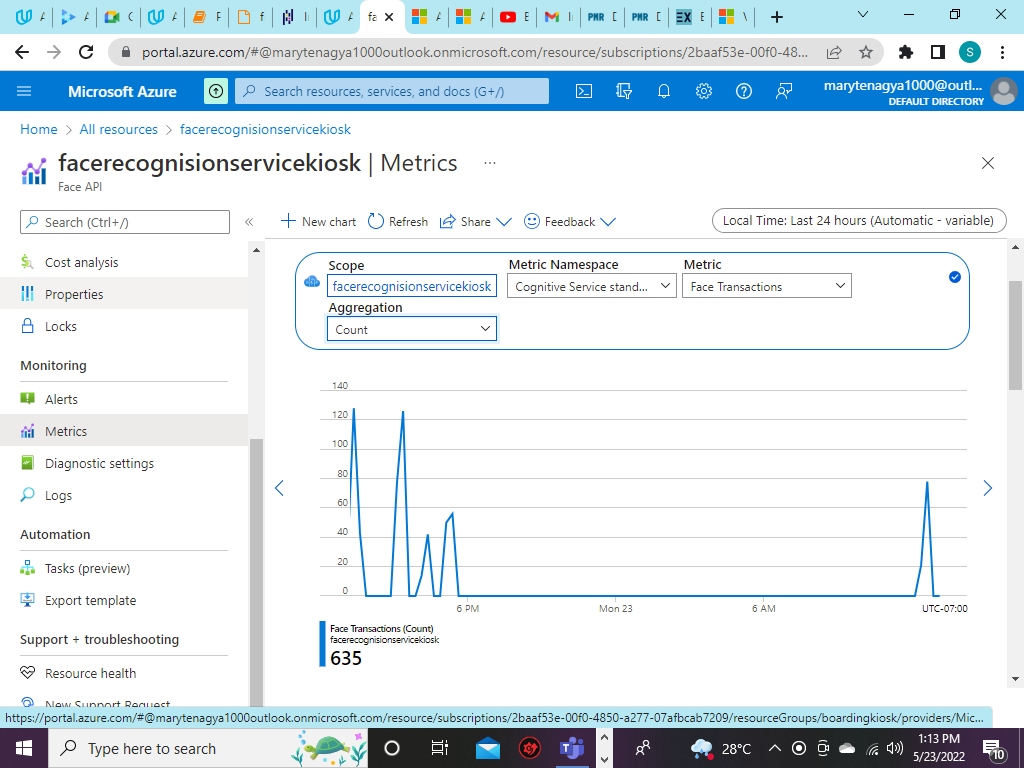 portal.azure.com/#@marytenagya1000outlook.onmicrosoft.com/resource/subscriptions/2baaf53e-00f0-48...
S
Microsoft Azure
Search resources, services, and docs (G+/)
marytenagya1000@outl...
DEFAULT DIRECTORY
Home > All resources > facerecognisionservicekiosk
facerecognisionservicekiosk | Metrics ...
Face API
Search (Ctrl+/)
«
New chart
Refresh
Share
Feedback
Local Time: Last 24 hours (Automatic - variable)
Cost analysis
Properties
Locks
Monitoring
Alerts
Metrics
Diagnostic settings
Logs
Automation
Tasks (preview)
Export template
Support + troubleshooting
Resource health
New Support Request
Scope
facerecognisionservicekiosk
Metric Namespace
Cognitive Service stand...
Metric
Face Transactions
Aggregation
Count
140
120
100
80
60
40
20
0
6 PM
Mon 23
6 AM
UTC-07:00
Face Transactions (Count)
facerecognisionservicekiosk
635
https://portal.azure.com/#@marytenagya1000outlook.onmicrosoft.com/resource/subscriptions/2baaf53e-00f0-4850-a277-07afbcab7209/resourceGroups/boardingkiosk/providers/Mic...
Type here to search
28°C
1:13 PM
5/23/2022
10